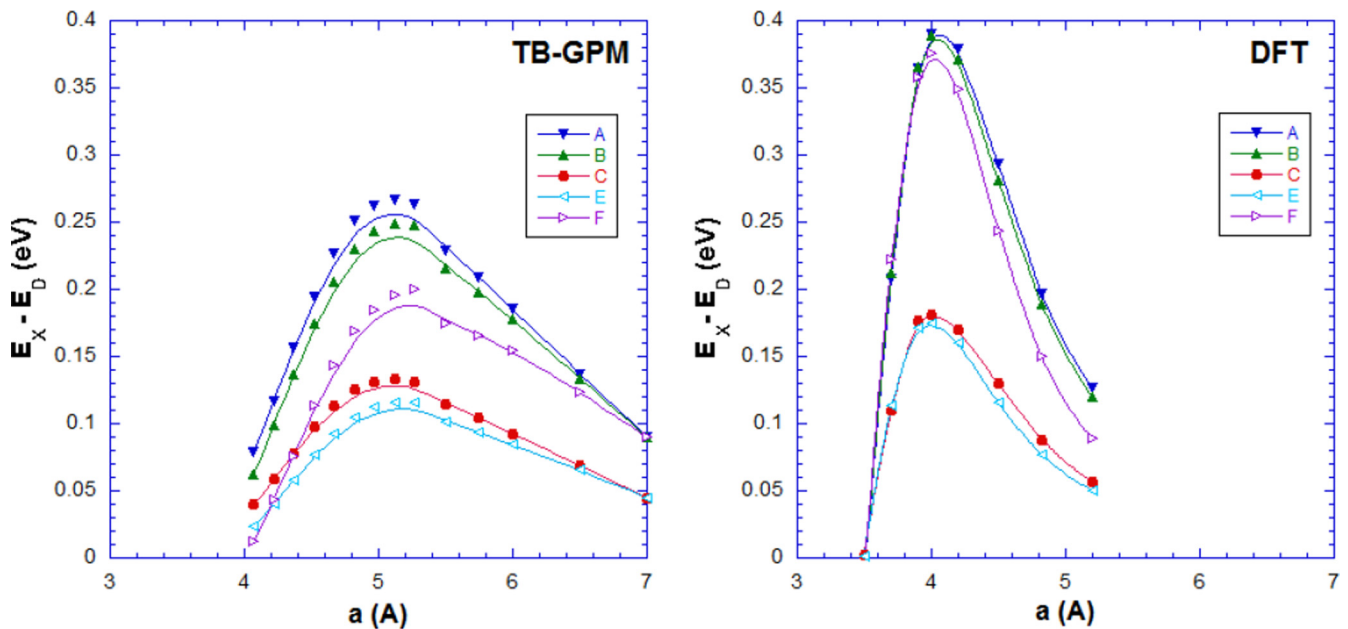 TB-GPM
A
B
C
E
F
E_X - E_D (eV)
0.4
0.35
0.3
0.25
0.2
0.15
0.1
0.05
0
3 4 5 6 7
a (A)
DFT
A
B
C
E
F
E_X - E_D (eV)
0.4
0.35
0.3
0.25
0.2
0.15
0.1
0.05
0
3 4 5 6 7
a (A)